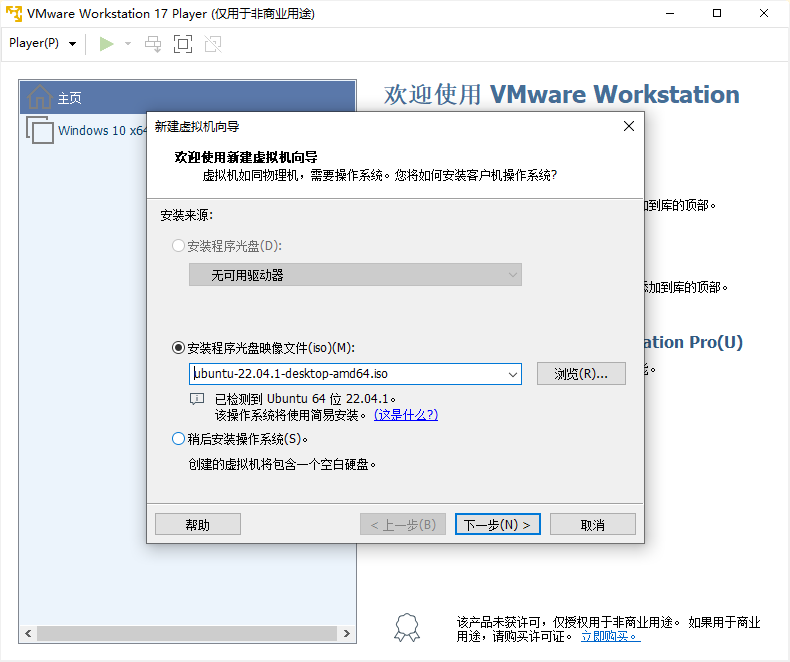 VMware Workstation 17 Player (仅用于非商业用途)
Player(P)
主页
Windows 10 x64
欢迎使用 VMware Workstation
加到库的顶部。
添加到库的顶部。
ation Pro(U)
新建虚拟机向导
欢迎使用新建虚拟机向导
虚拟机如同物理机，需要操作系统。您将如何安装客户机操作系统?
安装来源:
安装程序光盘(D):
无可用驱动器
安装程序光盘映像文件(iso)(M):
ubuntu-22.04.1-desktop-amd64.iso
浏览(R)...
已检测到 Ubuntu 64 位 22.04.1。
该操作系统将使用简易安装。 (这是什么?)
稍后安装操作系统(S)。
创建的虚拟机将包含一个空白硬盘。
帮助
< 上一步(B)
下一步(N) >
取消
该产品未获许可，仅授权用于非商业用途。 如果用于商业
用途，请购买许可证。 立即购买。